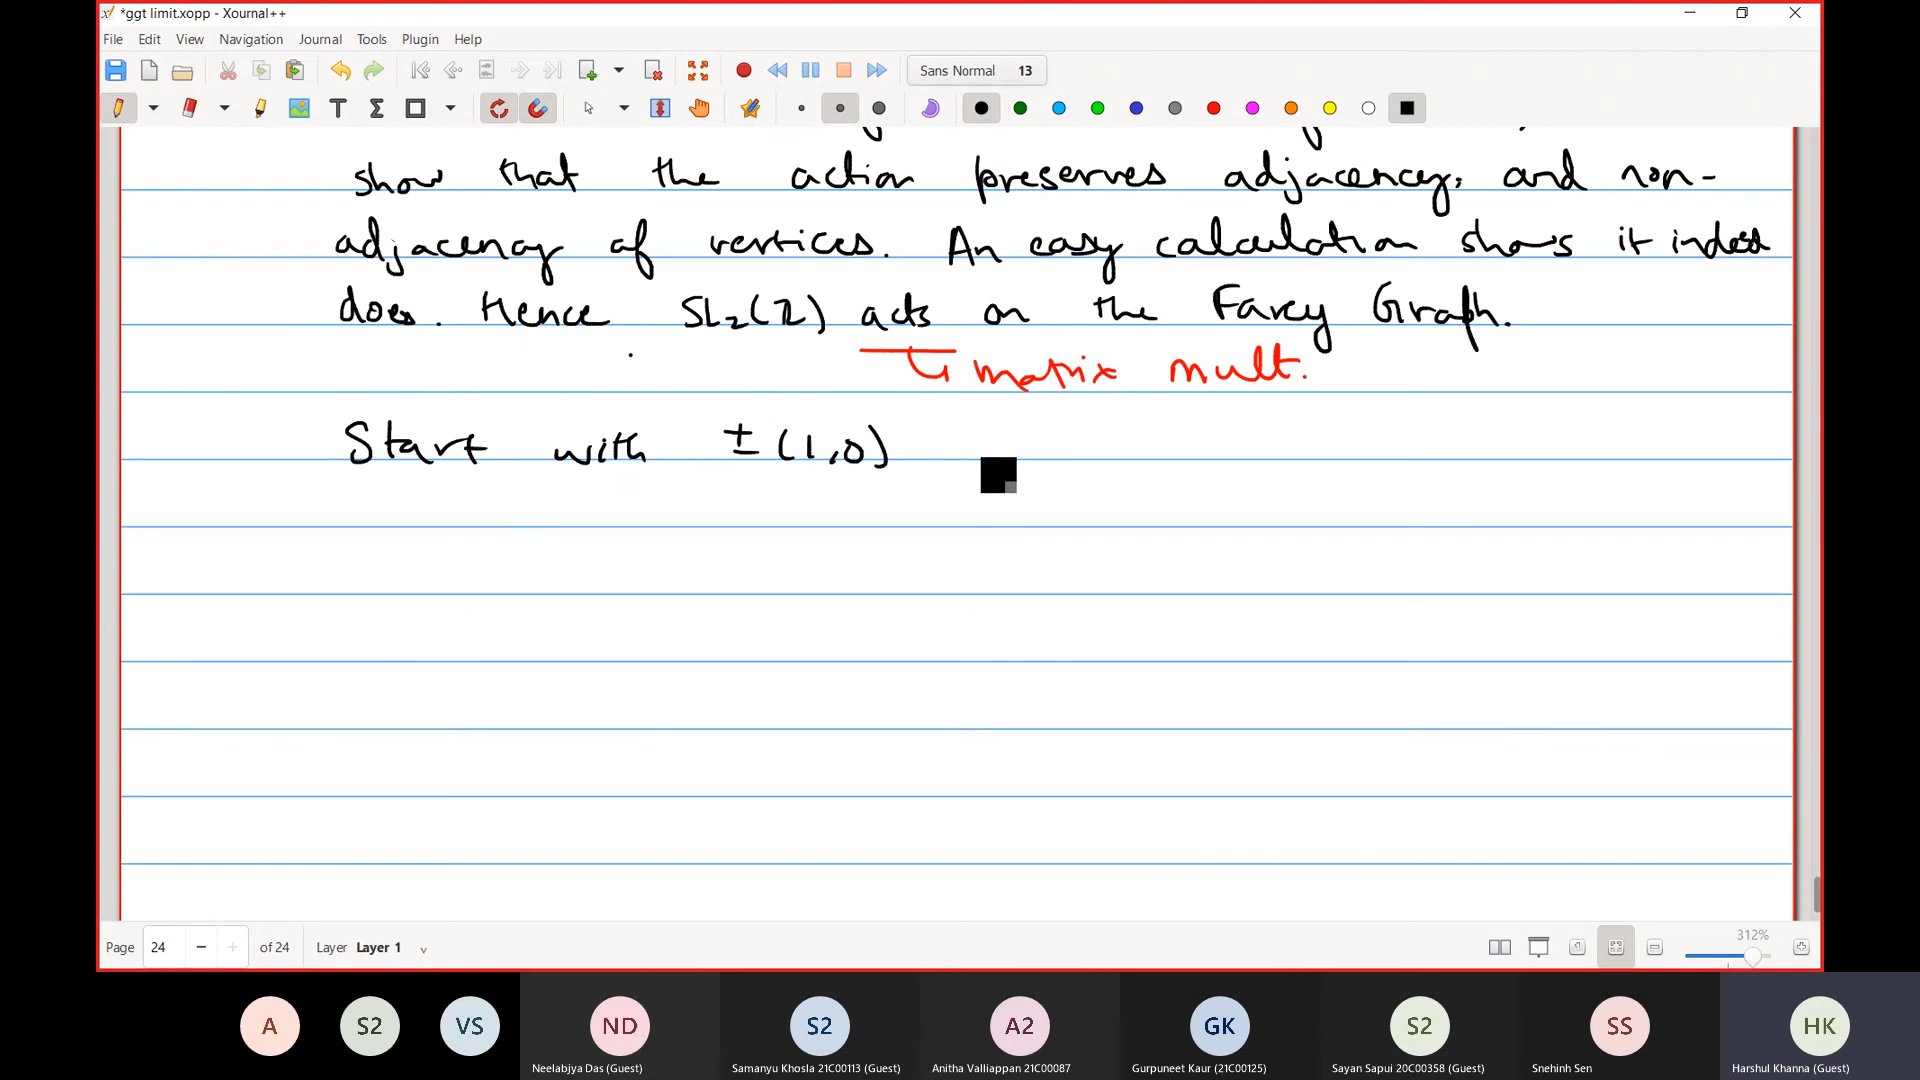 *ggt limit.xopp - Xournal++
File Edit View Navigation Journal Tools Plugin Help
Sans Normal 13
show that the action preserves adjacency, and non-
adjacency of vertices. An easy calculation shows it indeed
does. Hence SL₂(ℤ) acts on the Farey Graph.
matrix mult.
Start with ± (1,0)
Page 24 of 24 Layer Layer 1
312%
A S2 VS ND S2 A2 GK S2 SS HK
Neelabjya Das (Guest) Samanyu Khosla 21C00113 (Guest) Anitha Valliappan 21C00087 Gurpuneet Kaur (21C00125) Sayan Sapui 20C00358 (Guest) Snehinh Sen Harshul Khanna (Guest)